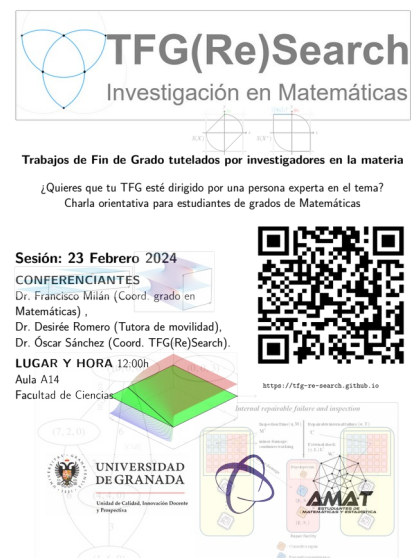 TFG(Re)Search
Investigación en Matemáticas
Trabajos de Fin de Grado tutelados por investigadores en la materia
¿Quieres que tu TFG esté dirigido por una persona experta en el tema?
Charla orientativa para estudiantes de grados de Matemáticas
Sesión: 23 Febrero 2024
CONFERENCIANTES
Dr. Francisco Milán (Coord. grado en
Matemáticas) ,
Dr. Desirée Romero (Tutora de movilidad),
Dr. Óscar Sánchez (Coord. TFG(Re)Search).
LUGAR Y HORA 12:00h
Aula A14
Facultad de Ciencias.
https://tfg-re-search.github.io
Internal repairable failure and inspection
(7, 2, 0)
UNIVERSIDAD
DE GRANADA
Unidad de Calidad, Innovación Docente
y Prospectiva
AMAT
ESTUDIANTES DE
MATEMÁTICAS Y ESTADÍSTICA